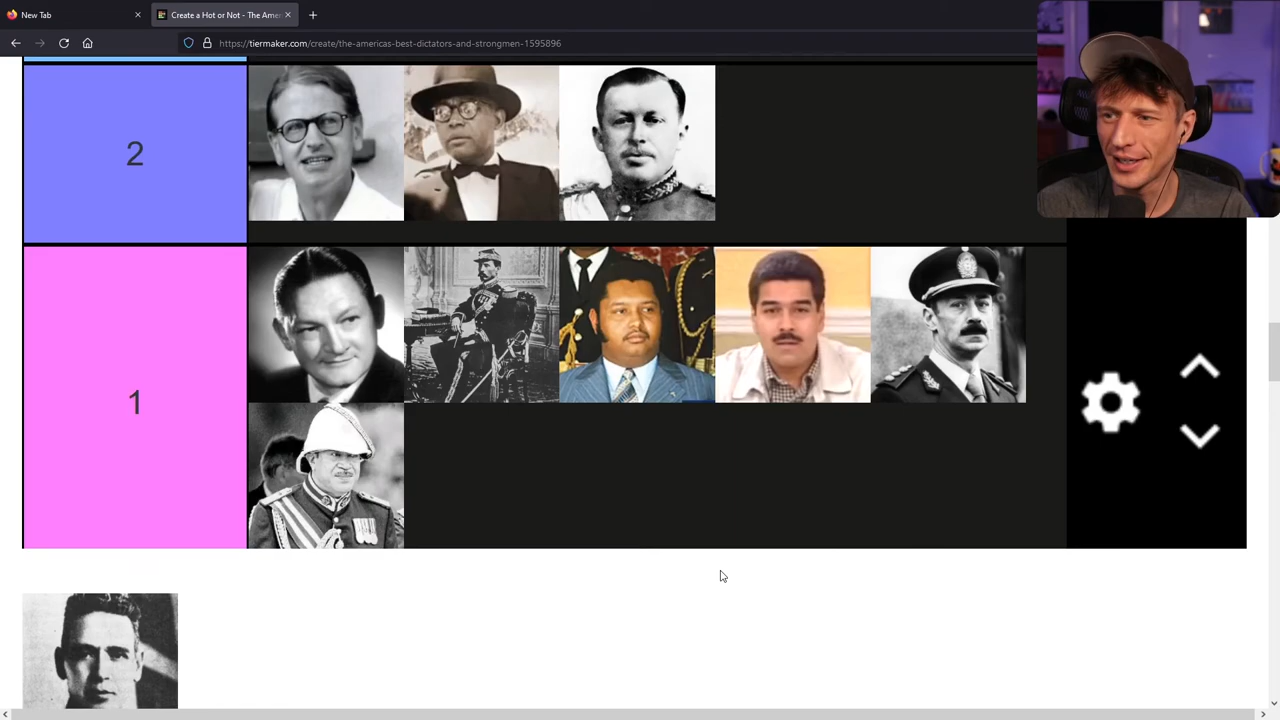 New Tab
Create a Hot or Not - The Amer
https://tiermaker.com/create/the-americas-best-dictators-and-strongmen-1595896
2
1